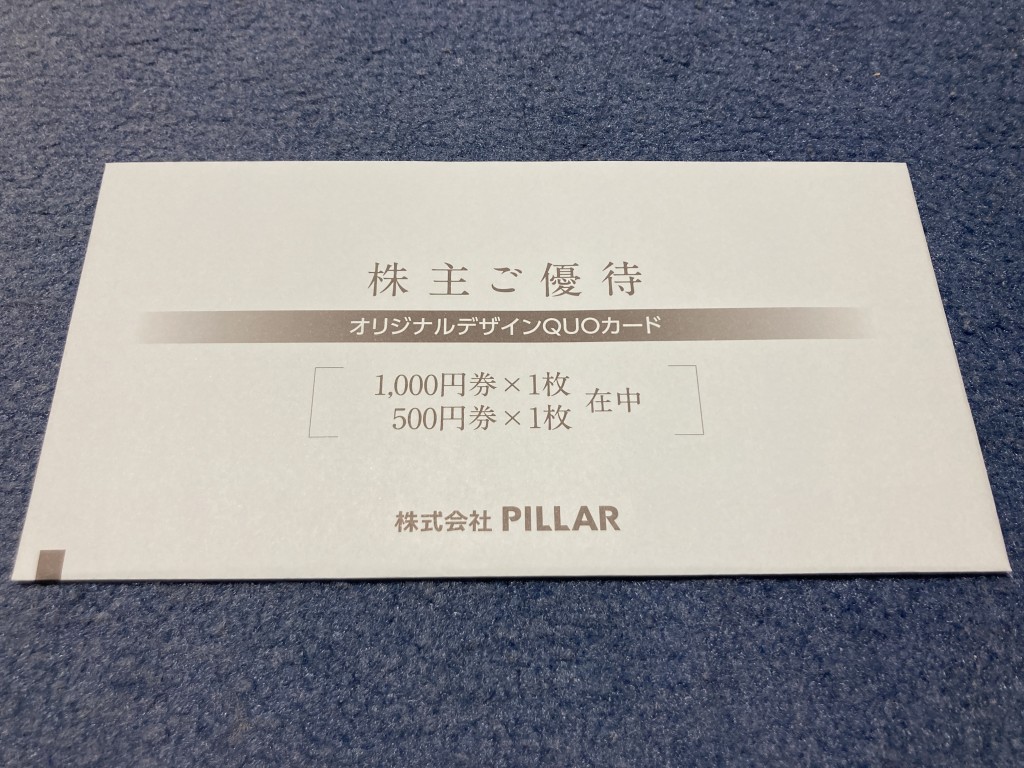 株主ご優待
オリジナルデザインQUOカード
1,000円券×1枚
500円券×1枚
在中
株式会社 PILLAR